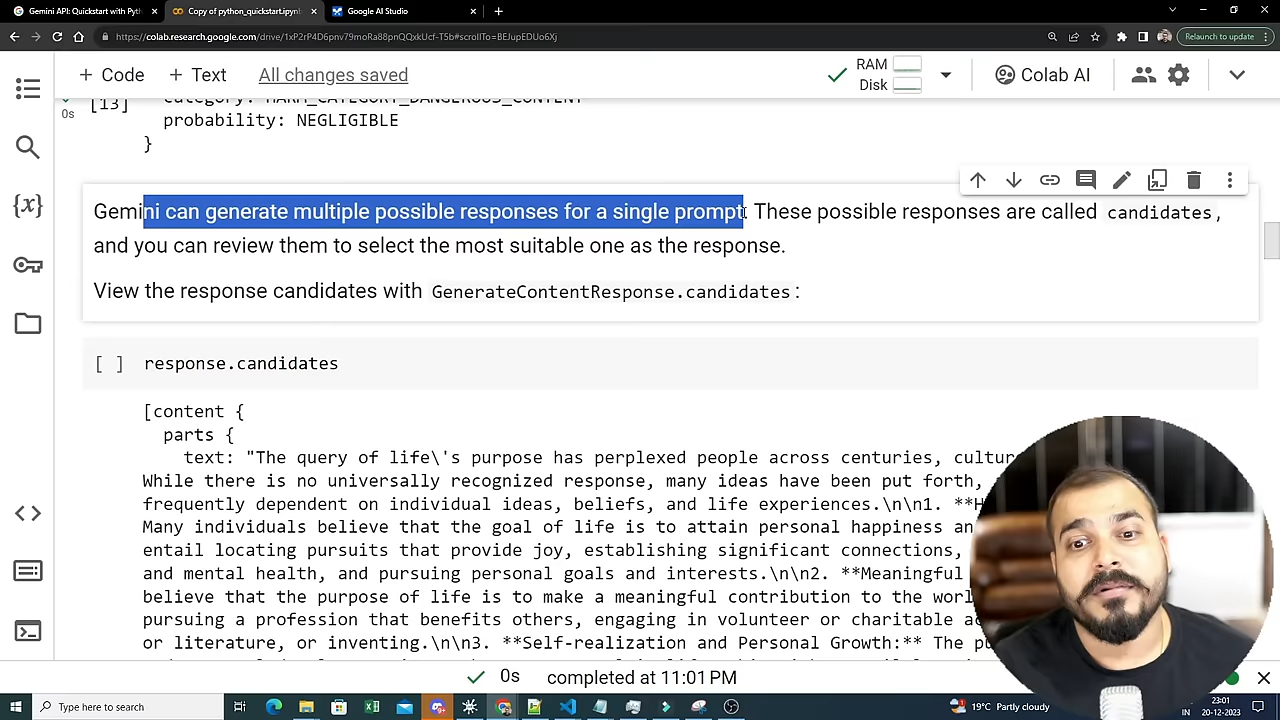 Gemini API: Quickstart with Pyth
Copy of python_quickstart.ipynb
Google AI Studio
https://colab.research.google.com/drive/1xP2rP4D6pnv79moRa88pnQQxkUcf-T5b#scrollTo=BEJupEDUo6Xj
Relaunch to update
+ Code + Text All changes saved
RAM
Disk
Colab AI
[13] category: HARM_CATEGORY_DANGEROUS_CONTENT
0s
probability: NEGLIGIBLE
}
Gemini can generate multiple possible responses for a single prompt. These possible responses are called candidates,
and you can review them to select the most suitable one as the response.
View the response candidates with GenerateContentResponse.candidates:
[ ] response.candidates
[content {
parts {
text: "The query of life\'s purpose has perplexed people across centuries,
While there is no universally recognized response, many ideas have been put forth,
frequently dependent on individual ideas, beliefs, and life experiences.\n\n1.
Many individuals believe that the goal of life is to attain personal happiness
entail locating pursuits that provide joy, establishing significant connections,
and mental health, and pursuing personal goals and interests.\n\n2. **Meaningful
believe that the purpose of life is to make a meaningful contribution to the
pursuing a profession that benefits others, engaging in volunteer or charitable
or literature, or inventing.\n\n3. **Self-realization and Personal Growth:** The
0s completed at 11:01 PM
Type here to search
19°C Partly cloudy
23:01
IN 20-12-2023